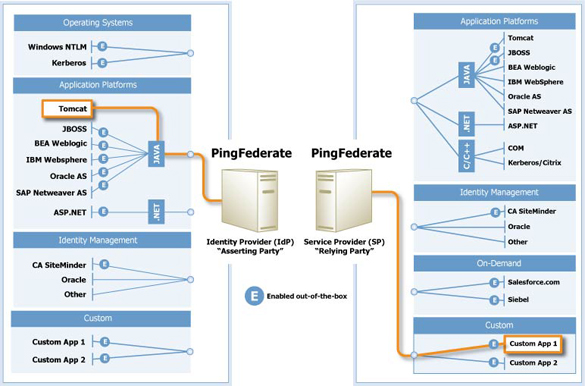 Operating Systems
Windows NTLM
E
Kerberos
E
Application Platforms
Tomcat
JBOSS
E
BEA Weblogic
E
IBM Websphere
E
Oracle AS
E
SAP Netweaver AS
E
JAVA
ASP.NET
E
.NET
Identity Management
CA SiteMinder
E
Oracle
Other
Custom
Custom App 1
E
Custom App 2
E
PingFederate
Identity Provider (IdP)
"Asserting Party"
PingFederate
Service Provider (SP)
"Relying Party"
E Enabled out-of-the-box
Application Platforms
JAVA
E
Tomcat
E
JBOSS
BEA Weblogic
IBM WebSphere
Oracle AS
SAP Netweaver AS
.NET
ASP.NET
C/C++
COM
Kerberos/Citrix
Identity Management
E
CA SiteMinder
Oracle
Other
On-Demand
E
Salesforce.com
E
Siebel
Custom
E
Custom App 1
E
Custom App 2